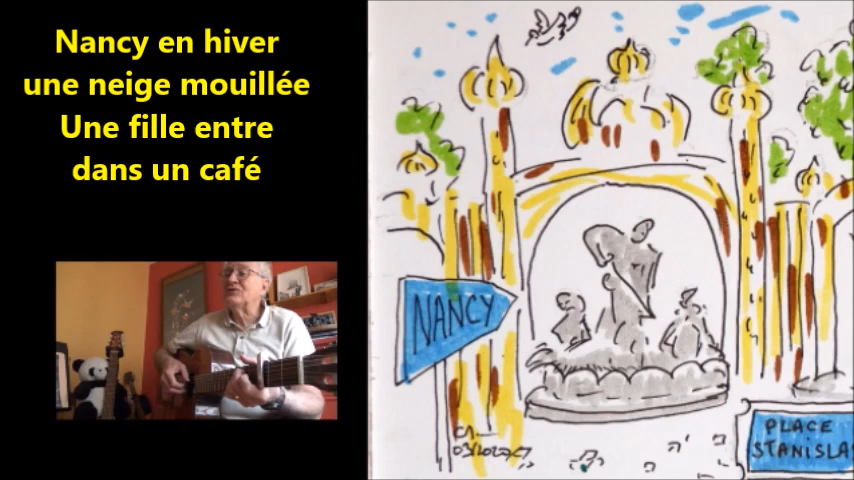 Nancy en hiver
une neige mouillée
Une fille entre
dans un café
NANCY
PLACE
STANISLA